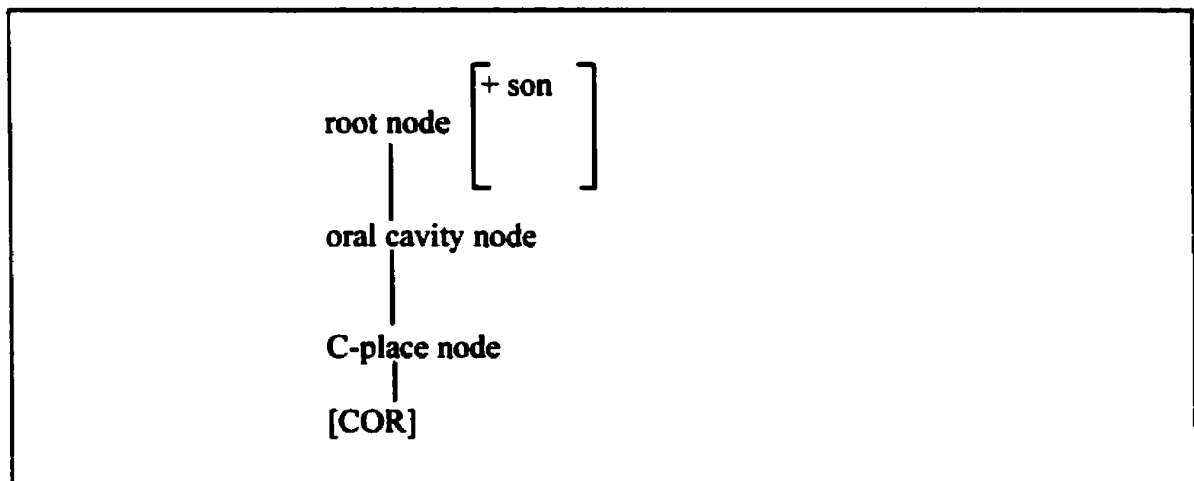 + son
root node
oral cavity node
C-place node
[COR]